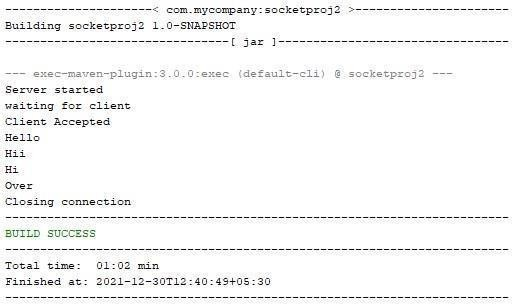 ---------------------< com.mycompany:socketproj2 >----------------------
Building socketproj2 1.0-SNAPSHOT
--------------------------------[ jar ]---------------------------------
--- exec-maven-plugin:3.0.0:exec (default-cli) @ socketproj2 ---
Server started
waiting for client
Client Accepted
Hello
Hii
Hi
Over
Closing connection
------------------------------------------------------------------------
BUILD SUCCESS
------------------------------------------------------------------------
Total time:  01:02 min
Finished at: 2021-12-30T12:40:49+05:30
------------------------------------------------------------------------